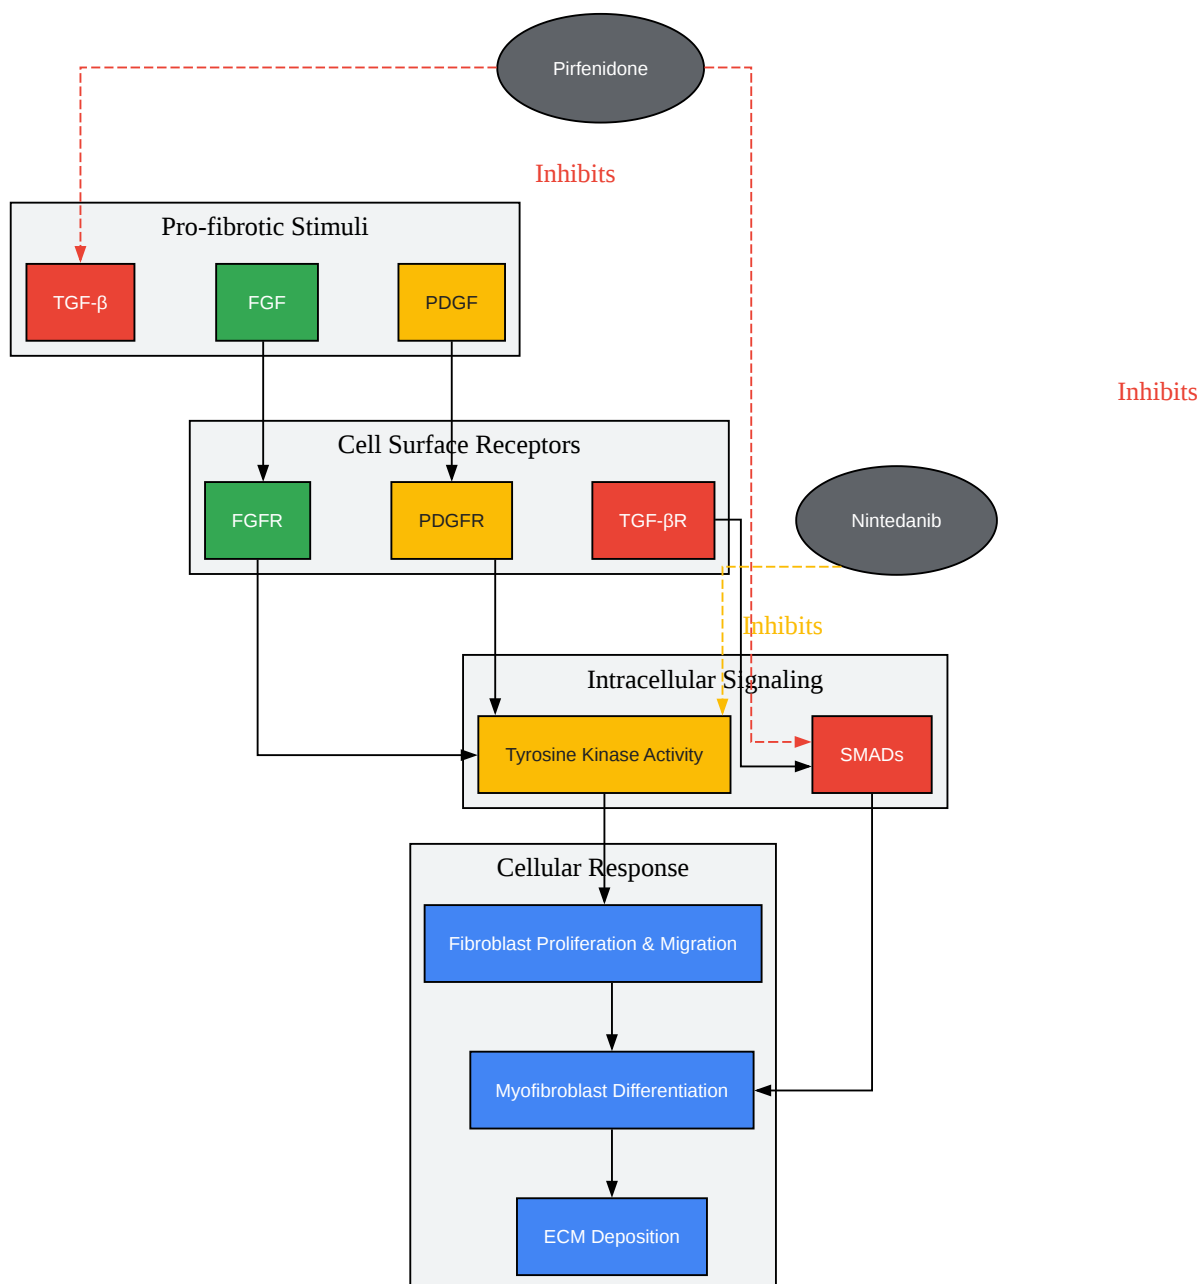 Pirfenidone
Inhibits
Pro-fibrotic Stimuli
TGF-β
FGF
PDGF
Inhibits
Cell Surface Receptors
FGFR
PDGFR
TGF-βR
Nintedanib
Inhibits
Intracellular Signaling
Tyrosine Kinase Activity
SMADs
Cellular Response
Fibroblast Proliferation & Migration
Myofibroblast Differentiation
ECM Deposition